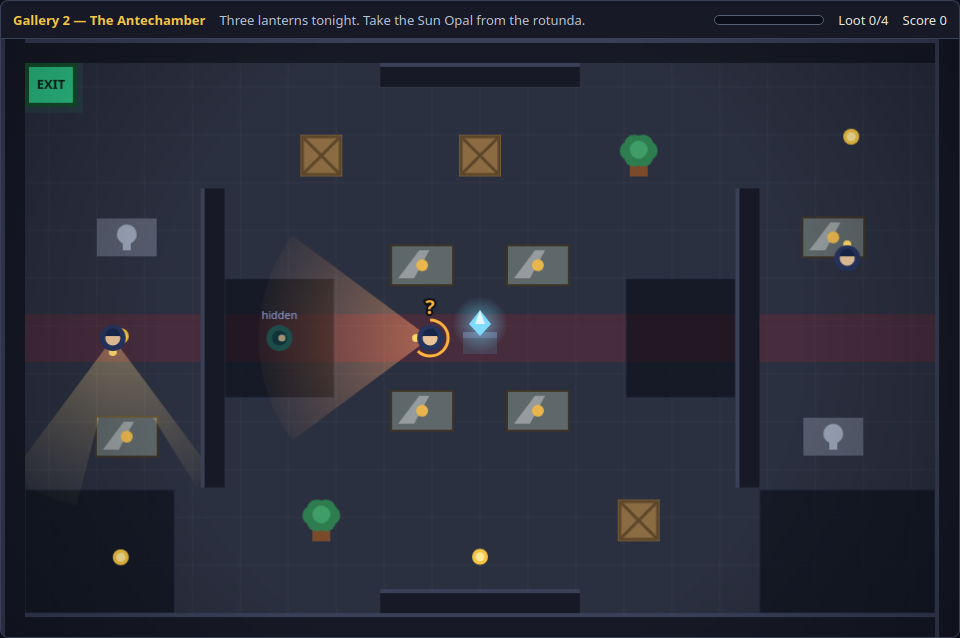 Gallery 2 — The Antechamber Three lanterns tonight. Take the Sun Opal from the rotunda. Loot 0/4 Score 0
EXIT
?
hidden